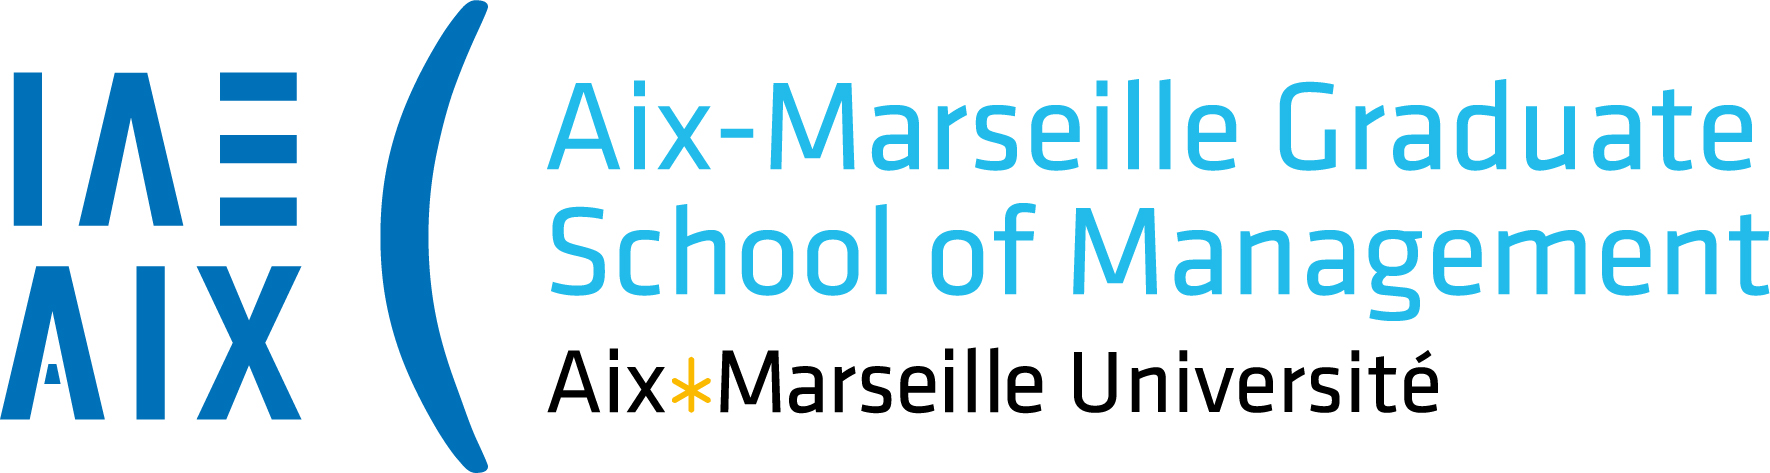 IAE
AIX
Aix-Marseille Graduate
School of Management
Aix*Marseille Université